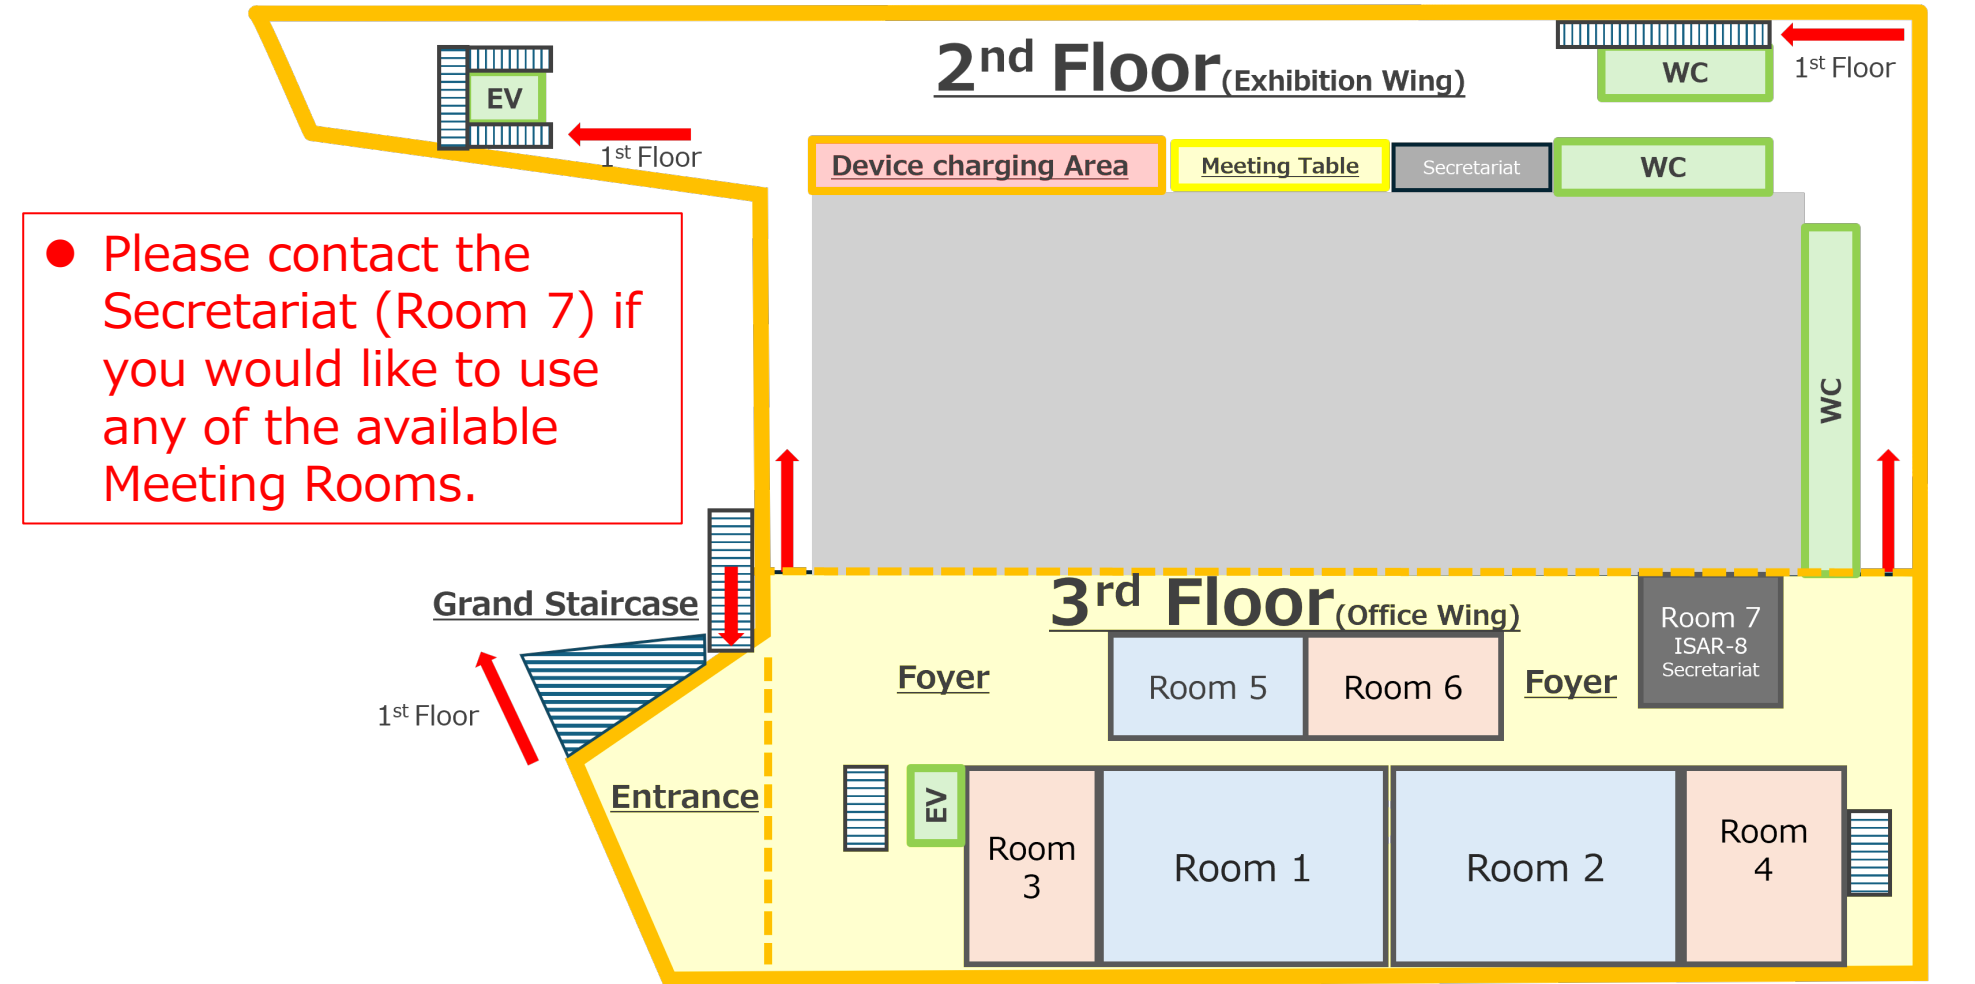 2nd Floor(Exhibition Wing)
WC
1st Floor
EV
1st Floor
Device charging Area
Meeting Table
Secretariat
WC
● Please contact the
Secretariat (Room 7) if
you would like to use
any of the available
Meeting Rooms.
WC
3rd Floor(Office Wing)
Grand Staircase
Room 7
ISAR-8
Secretariat
Foyer
Room 5
Room 6
Foyer
1st Floor
Entrance
EV
Room
3
Room 1
Room 2
Room
4